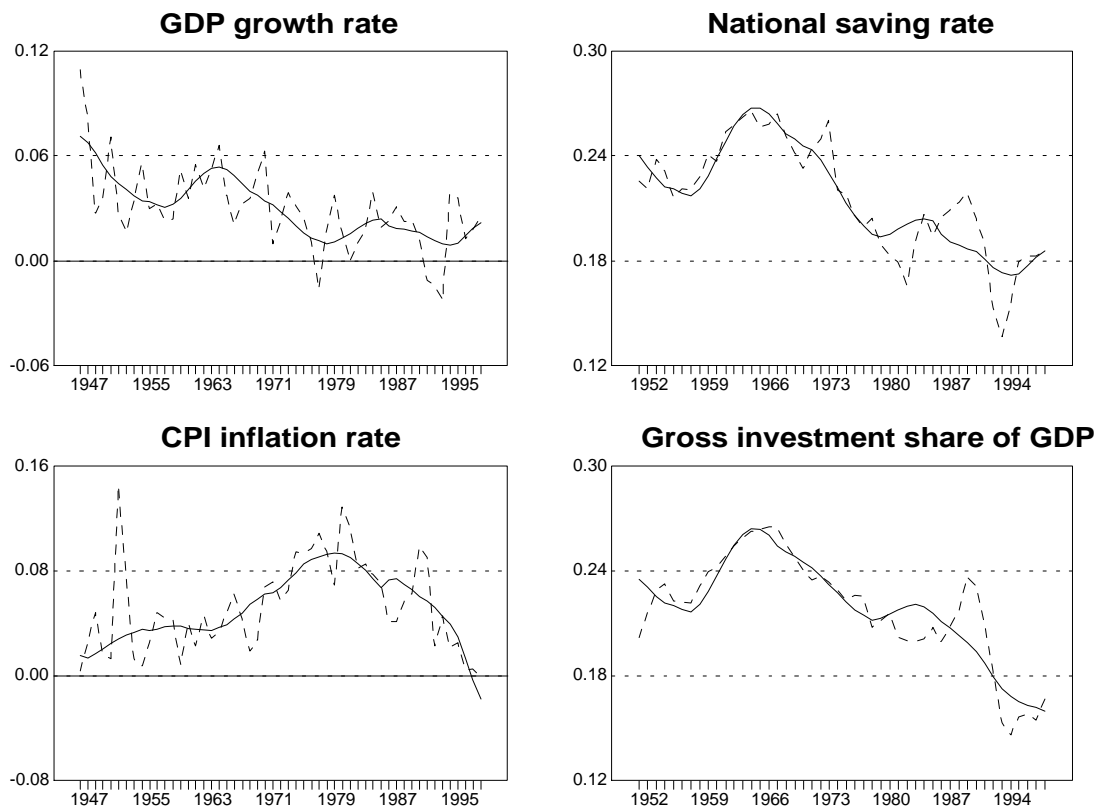 GDP growth rate
0.12
0.06
0.00
-0.06
1947 1955 1963 1971 1979 1987 1995
National saving rate
0.30
0.24
0.18
0.12
1952 1959 1966 1973 1980 1987 1994
CPI inflation rate
0.16
0.08
0.00
-0.08
1947 1955 1963 1971 1979 1987 1995
Gross investment share of GDP
0.30
0.24
0.18
0.12
1952 1959 1966 1973 1980 1987 1994